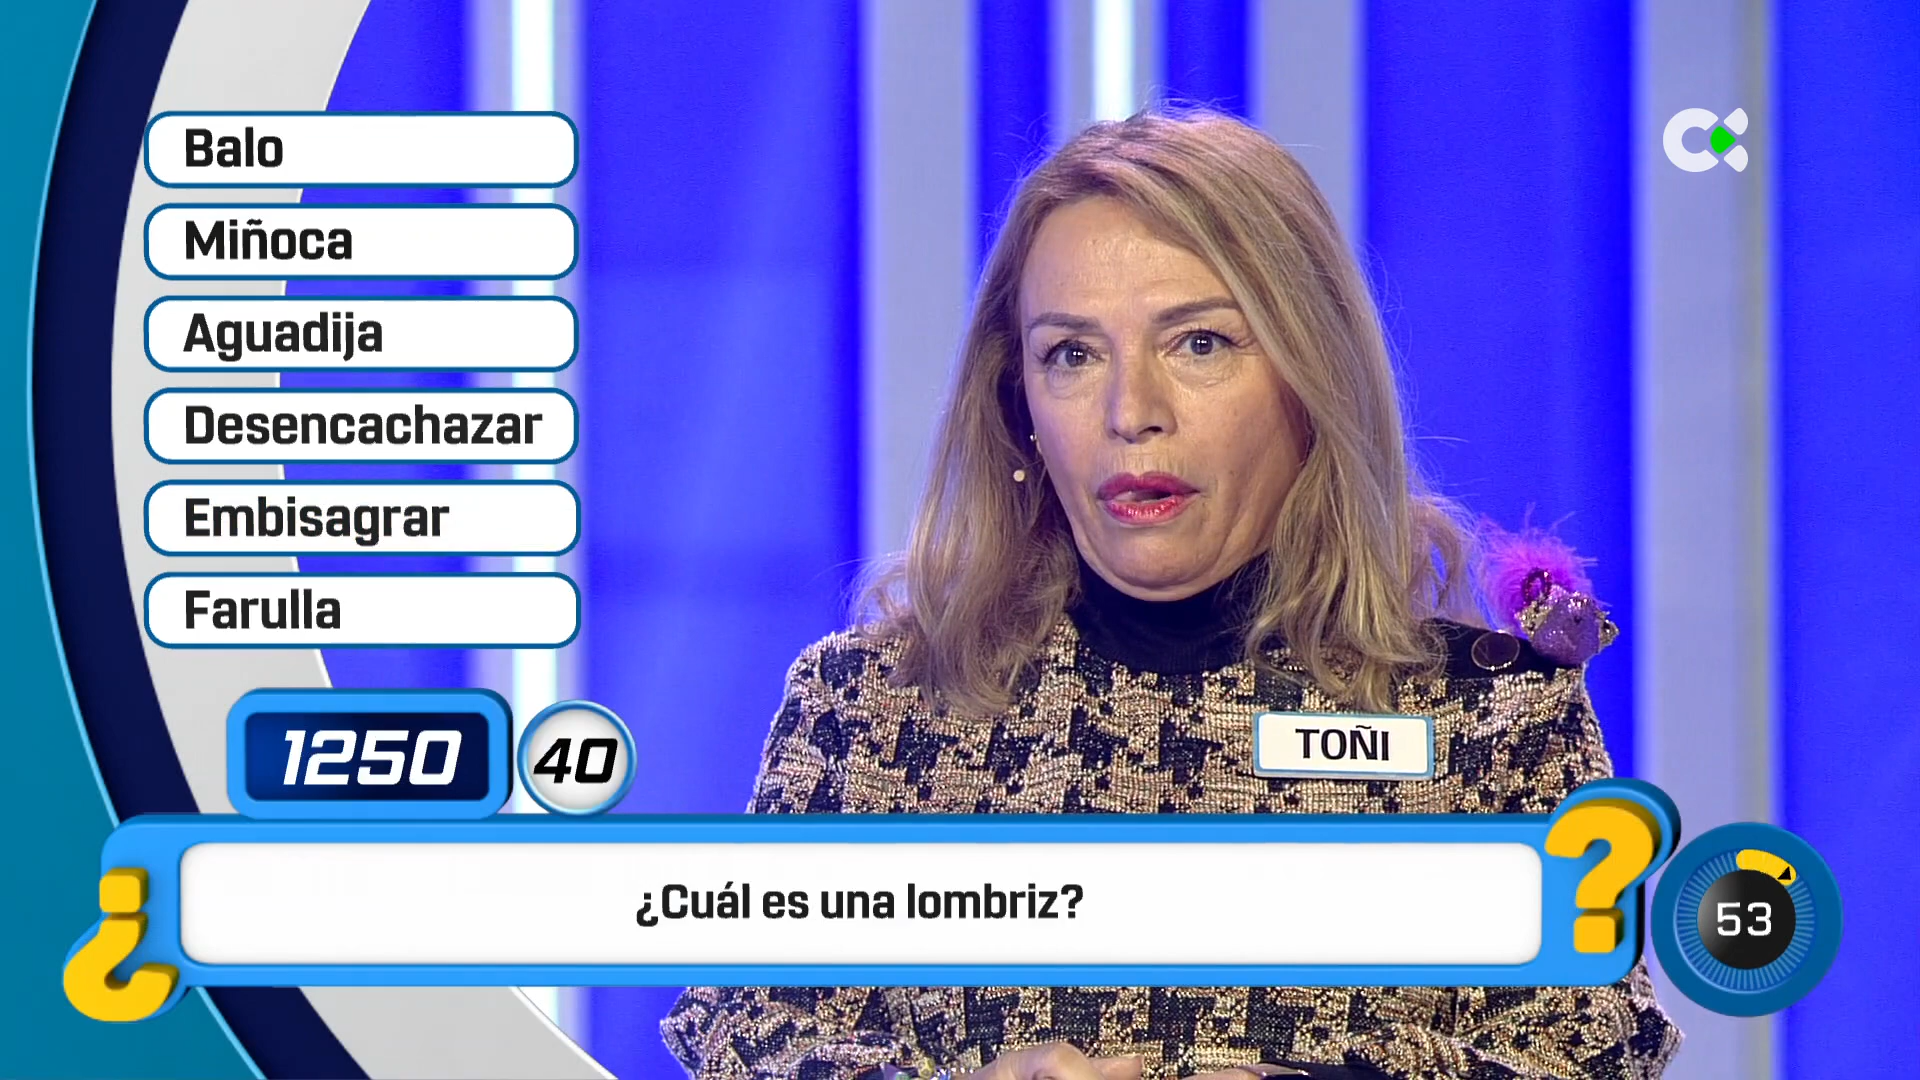 Balo
Miñoca
Aguadija
Desencachazar
Embisagrar
Farulla
1250
40
TOÑI
¿Cuál es una lombriz?
53